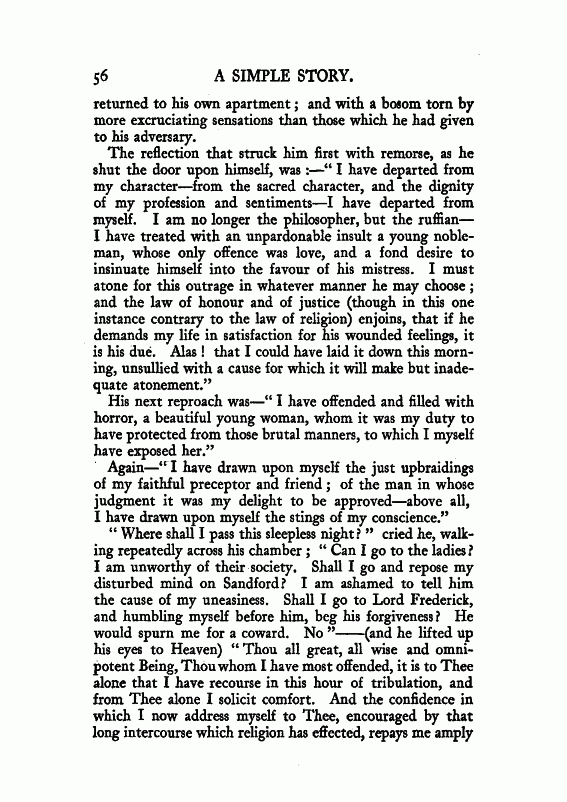 56 A SIMPLE STORY.
returned to his own apartment; and with a bosom torn by
more excruciating sensations than those which he had given
to his adversary.
The reflection that struck him first with remorse, as he
shut the door upon himself, was :—“ I have departed from
my character—from the sacred character, and the dignity
of my profession and sentiments—I have departed from
myself. I am no longer the philosopher, but the ruffian—
I have treated with an unpardonable insult a young noble-
man, whose only offence was love, and a fond desire to
insinuate himself into the favour of his mistress. I must
atone for this outrage in whatever manner he may choose;
and the law of honour and of justice (though in this one
instance contrary to the law of religion) enjoins, that if he
demands my life in satisfaction for his wounded feelings, it
is his due. Alas! that I could have laid it down this morn-
ing, unsullied with a cause for which it will make but inade-
quate atonement.”
His next reproach was—“ I have offended and filled with
horror, a beautiful young woman, whom it was my duty to
have protected from those brutal manners, to which I myself
have exposed her.”
Again—“ I have drawn upon myself the just upbraidings
of my faithful preceptor and friend; of the man in whose
judgment it was my delight to be approved—above all,
I have drawn upon myself the stings of my conscience.”
“ Where shall I pass this sleepless night? ” cried he, walk-
ing repeatedly across his chamber; “ Can I go to the ladies?
I am unworthy of their society. Shall I go and repose my
disturbed mind on Sandford? I am ashamed to tell him
the cause of my uneasiness. Shall I go to Lord Frederick,
and humbling myself before him, beg his forgiveness? He
would spurn me for a coward. No ”——(and he lifted up
his eyes to Heaven) “ Thou all great, all wise and omni-
potent Being, Thou whom I have most offended, it is to Thee
alone that I have recourse in this hour of tribulation, and
from Thee alone I solicit comfort. And the confidence in
which I now address myself to Thee, encouraged by that
long intercourse which religion has effected, repays me amply